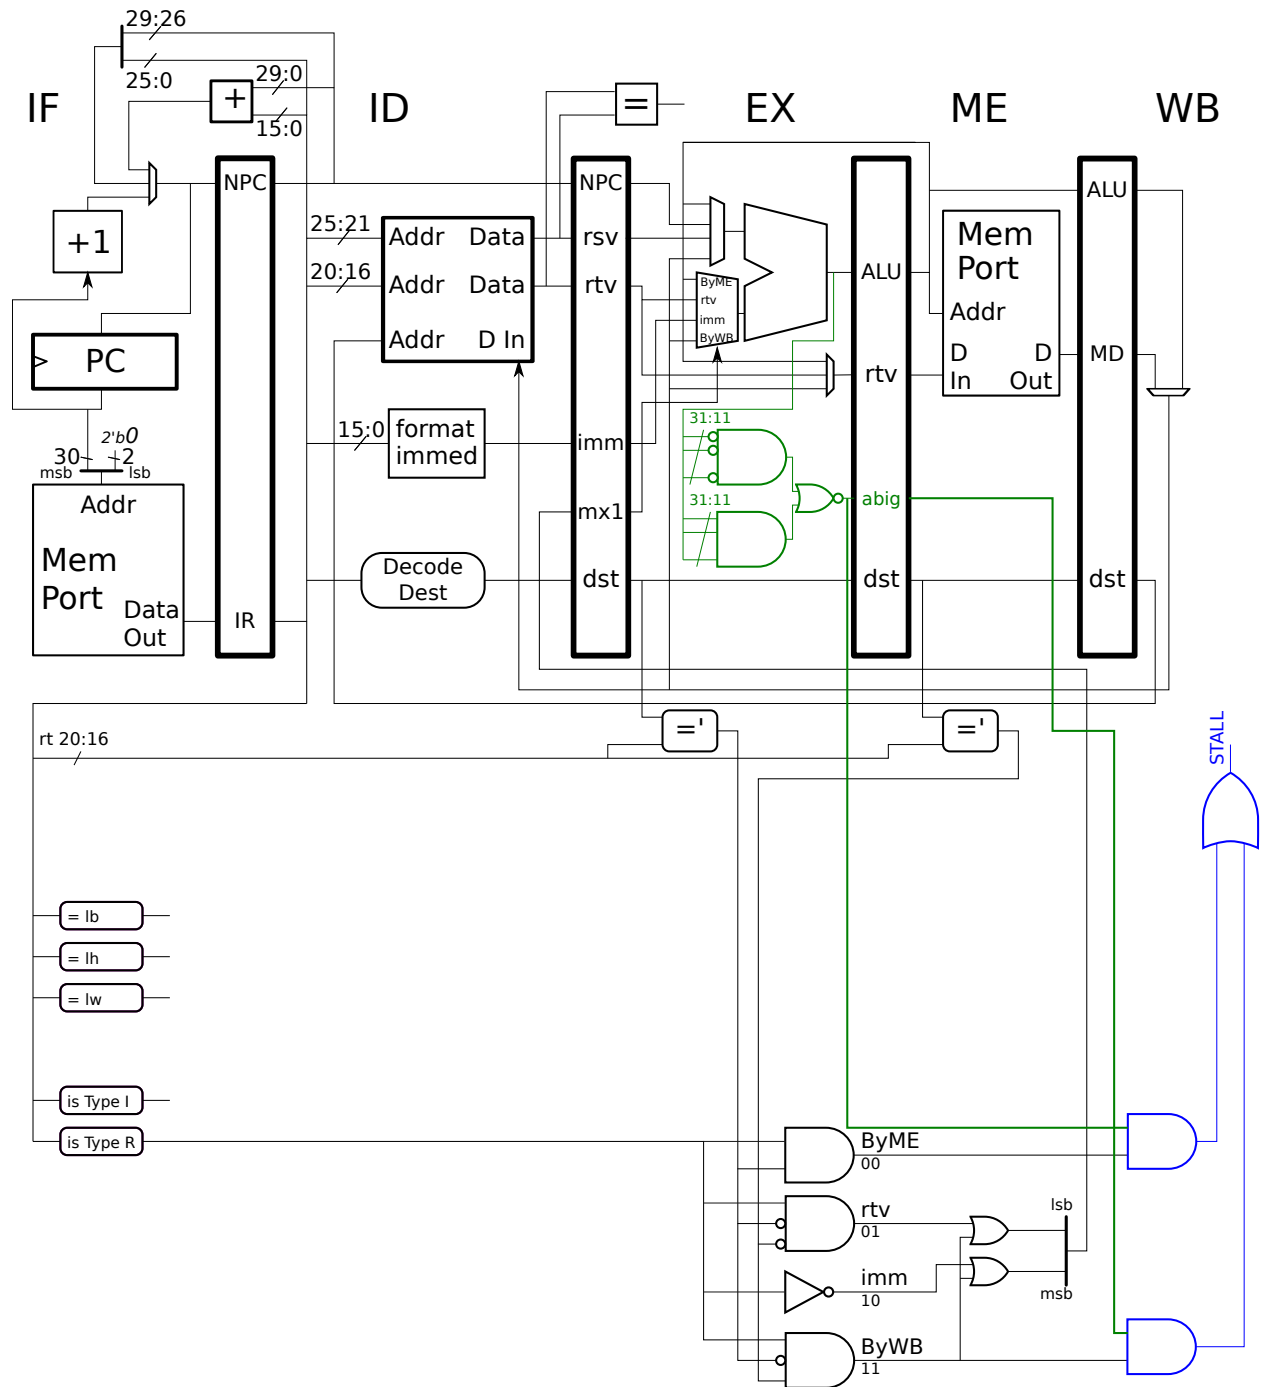 29:26
25:0
29:0
15:0
IF
ID
EX
ME
WB
+
=
NPC
NPC
ALU
+1
25:21
Addr
Data
rsv
20:16
Addr
Data
rtv
Addr
D In
ByME
rtv
imm
ByWB
ALU
Mem
Port
Addr
D
In
D
Out
MD
PC
rtv
2'b0
30
2
msb
lsb
Addr
Mem
Port
Data
Out
IR
15:0
format
immed
imm
mx1
31:11
31:11
abig
Decode
Dest
dst
dst
dst
='
='
rt 20:16
STALL
= lb
= lh
= lw
is Type I
is Type R
ByME
00
rtv
01
lsb
imm
10
msb
ByWB
11